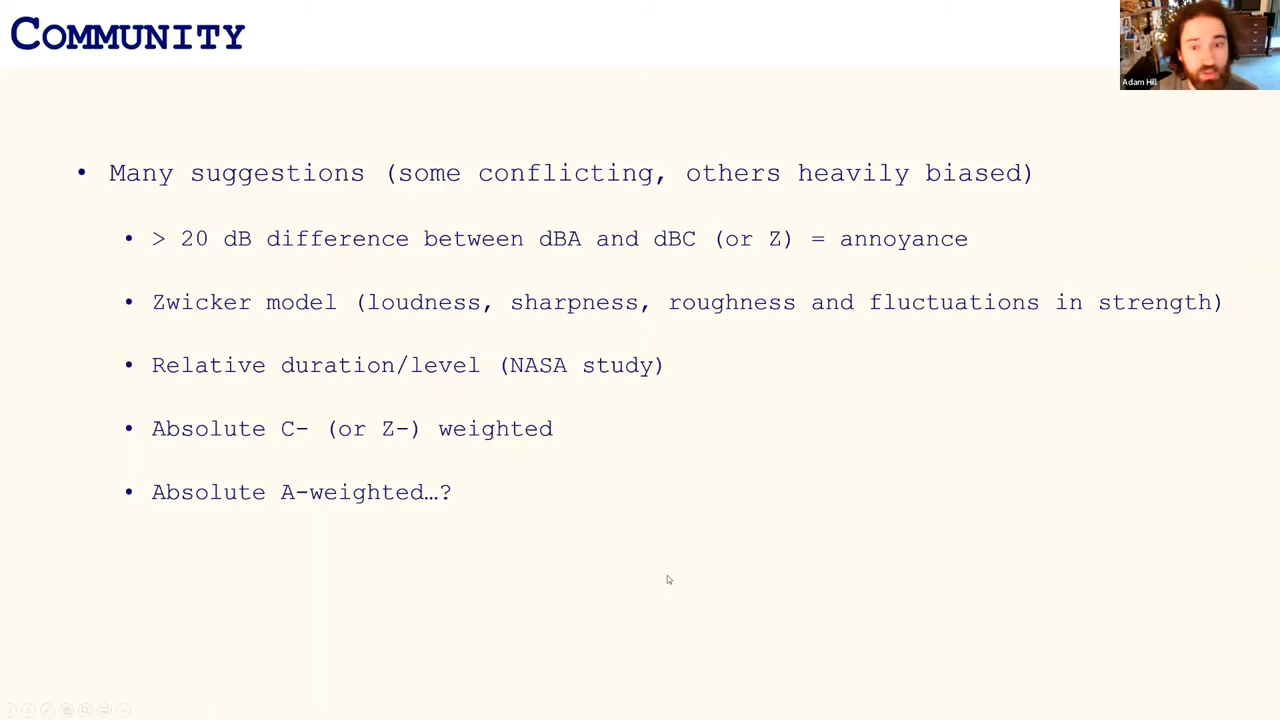 COMMUNITY
Adam Hill
• Many suggestions (some conflicting, others heavily biased)
• > 20 dB difference between dBA and dBC (or Z) = annoyance
• Zwicker model (loudness, sharpness, roughness and fluctuations in strength)
• Relative duration/level (NASA study)
• Absolute C- (or Z-) weighted
• Absolute A-weighted…?